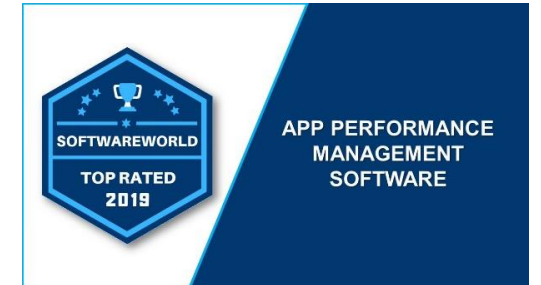 SOFTWAREWORLD
TOP RATED
2019
APP PERFORMANCE
MANAGEMENT
SOFTWARE